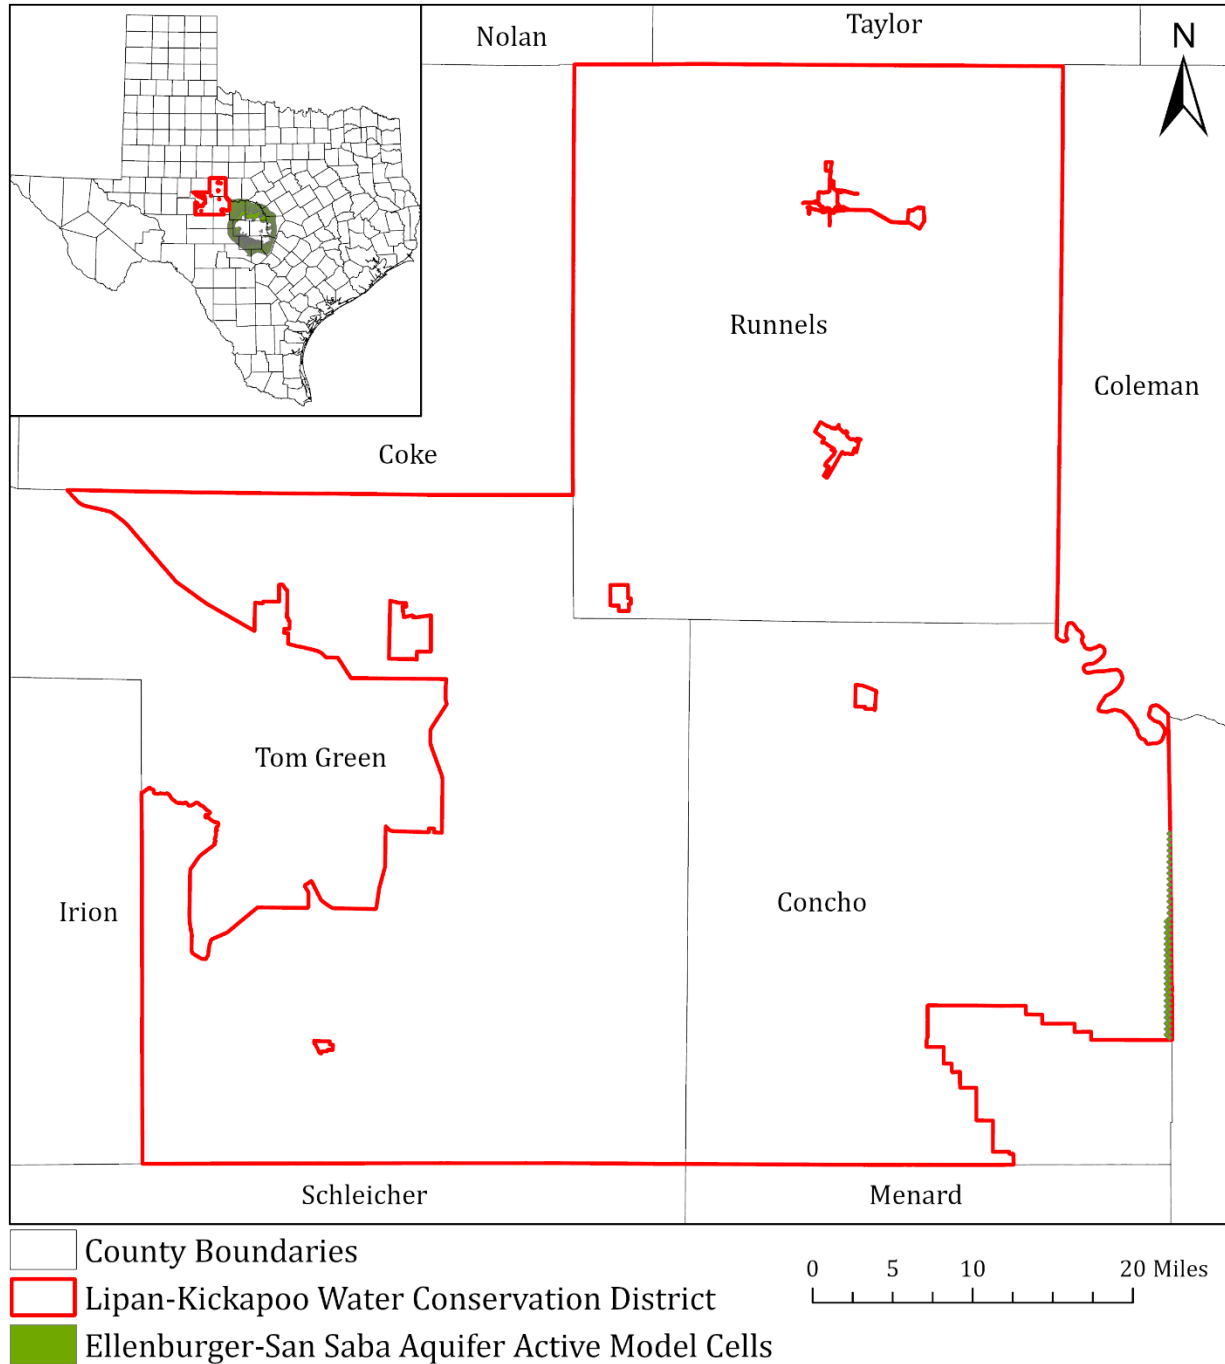 Nolan
Taylor
N
Runnels
Coleman
Coke
Tom Green
Irion
Concho
Schleicher
Menard
County Boundaries
Lipan-Kickapoo Water Conservation District
Ellenburger-San Saba Aquifer Active Model Cells
0 5 10 20 Miles